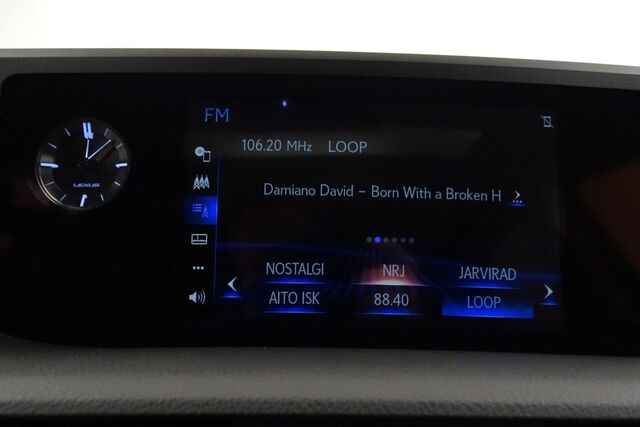 FM
106.20 MHz LOOP
LEXUS
Damiano David – Born With a Broken H
NOSTALGI NRJ JARVIRAD
AITO ISK 88.40 LOOP